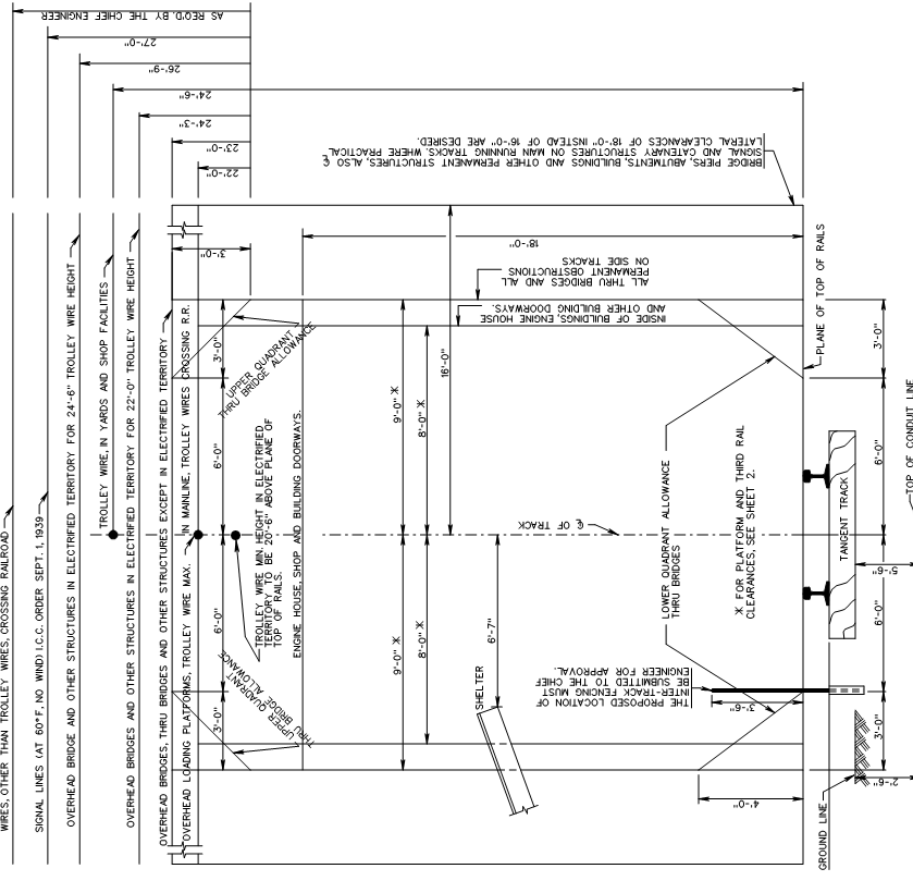 AS REQ'D. BY THE CHIEF ENGINEER
27'-0"
26'-9"
24'-6"
24'-3"
23'-0"
22'-0"
WIRES, OTHER THAN TROLLEY WIRES, CROSSING RAILROAD
SIGNAL LINES (AT 60°F, NO WIND) I.C.C. ORDER SEPT. 1, 1939
OVERHEAD BRIDGE AND OTHER STRUCTURES IN ELECTRIFIED TERRITORY FOR 24'-6" TROLLEY WIRE HEIGHT
TROLLEY WIRE, IN YARDS AND SHOP FACILITIES
OVERHEAD BRIDGES AND OTHER STRUCTURES IN ELECTRIFIED TERRITORY FOR 22'-0" TROLLEY WIRE HEIGHT
OVERHEAD BRIDGES, THRU BRIDGES AND OTHER STRUCTURES EXCEPT IN ELECTRIFIED TERRITORY
OVERHEAD LOADING PLATFORMS, TROLLEY WIRE MAX. IN MAINLINE, TROLLEY WIRES CROSSING R.R.
BRIDGE PIERS, ABUTMENTS, BUILDINGS AND OTHER PERMANENT STRUCTURES, ALSO
SIGNAL AND CATENARY STRUCTURES ON MAIN RUNNING TRACKS. WHERE PRACTICAL
LATERAL CLEARANCES OF 18'-0" INSTEAD OF 16'-0" ARE DESIRED.
3'-0"
18'-0"
ALL THRU BRIDGES AND ALL
PERMANENT OBSTRUCTIONS
ON SIDE TRACKS
INSIDE OF BUILDINGS, ENGINE HOUSE
AND OTHER BUILDING DOORWAYS.
3'-0"
6'-0"
6'-0"
3'-0"
UPPER QUADRANT
THRU BRIDGE ALLOWANCE
UPPER QUADRANT
THRU BRIDGE ALLOWANCE
TROLLEY WIRE MIN. HEIGHT IN ELECTRIFIED
TERRITORY TO BE 20'-6" ABOVE PLANE OF
TOP OF RAILS.
ENGINE HOUSE, SHOP AND BUILDING DOORWAYS.
9'-0" Ж
8'-0" Ж
16'-0"
9'-0" Ж
8'-0" Ж
℄ OF TRACK
6'-7"
SHELTER
THE PROPOSED LOCATION OF
INTER-TRACK FENCING MUST
BE SUBMITTED TO THE CHIEF
ENGINEER FOR APPROVAL.
3'-6"
LOWER QUADRANT ALLOWANCE
THRU BRIDGES
Ж FOR PLATFORM AND THIRD RAIL
CLEARANCES, SEE SHEET 2.
4'-0"
PLANE OF TOP OF RAILS
TANGENT TRACK
GROUND LINE
3'-0"
6'-0"
6'-0"
3'-0"
5'-6"
2'-6"
TOP OF CONDUIT LINE